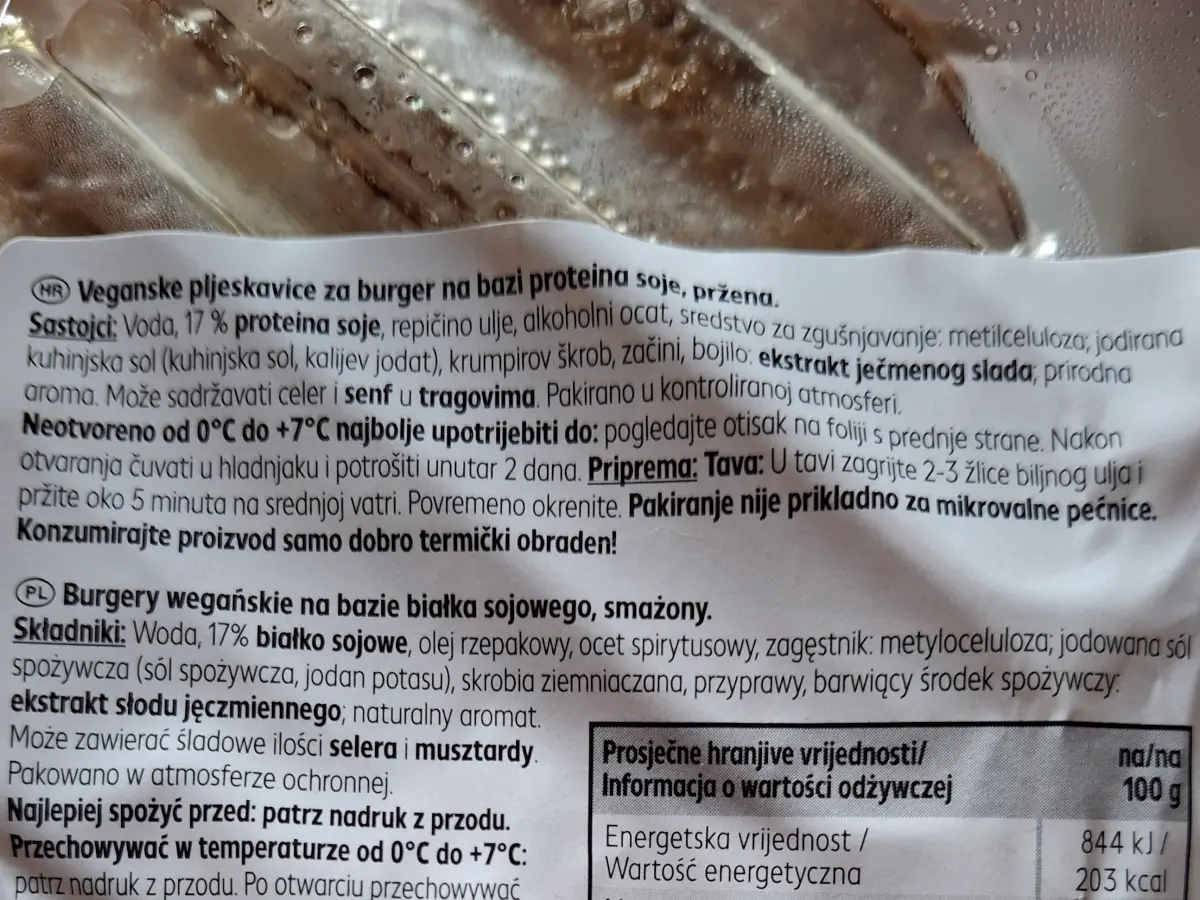 HR Veganske pljeskavice za burger na bazi proteina soje, pržena.
Sastojci: Voda, 17 % proteina soje, repičino ulje, alkoholni ocat, sredstvo za zgušnjavanje: metilceluloza; jodirana
kuhinjska sol (kuhinjska sol, kalijev jodat), krumpirov škrob, začini, bojilo: ekstrakt ječmenog slada; prirodna
aroma. Može sadržavati celer i senf u tragovima. Pakirano u kontroliranoj atmosferi.
Neotvoreno od 0°C do +7°C najbolje upotrijebiti do: pogledajte otisak na foliji s prednje strane. Nakon
otvaranja čuvati u hladnjaku i potrošiti unutar 2 dana. Priprema: Tava: U tavi zagrijte 2-3 žlice biljnog ulja i
pržite oko 5 minuta na srednjoj vatri. Povremeno okrenite. Pakiranje nije prikladno za mikrovalne pećnice.
Konzumirajte proizvod samo dobro termički obrađen!
PL Burgery wegańskie na bazie białka sojowego, smażony.
Składniki: Woda, 17% białko sojowe, olej rzepakowy, ocet spirytusowy, zagęstnik: metyloceluloza; jodowana sól
spożywcza (sól spożywcza, jodan potasu), skrobia ziemniaczana, przyprawy, barwiący środek spożywczy:
ekstrakt słodu jęczmiennego; naturalny aromat.
Może zawierać śladowe ilości selera i musztardy.
Pakowano w atmosferze ochronnej.
Najlepiej spożyć przed: patrz nadruk z przodu.
Przechowywać w temperaturze od 0°C do +7°C:
patrz nadruk z przodu. Po otwarciu przechowywać
Prosječne hranjive vrijednosti/ na/na
Informacja o wartości odżywczej 100 g
Energetska vrijednost / 844 kJ /
Wartość energetyczna 203 kcal